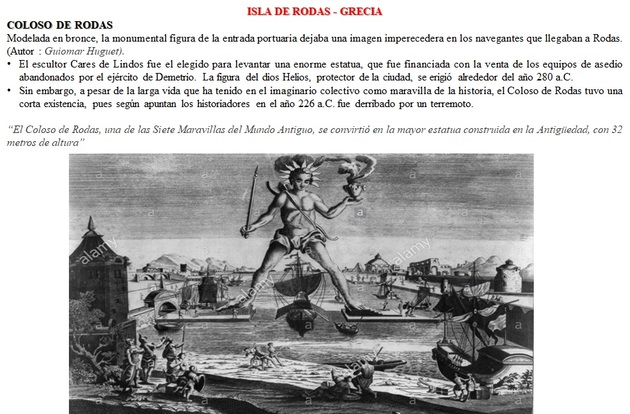 ISLA DE RODAS - GRECIA
COLOSO DE RODAS
Modelada en bronce, la monumental figura de la entrada portuaria dejaba una imagen imperecedera en los navegantes que llegaban a Rodas.
(Autor : Guiomar Huguet).
• El escultor Cares de Lindos fue el elegido para levantar una enorme estatua, que fue financiada con la venta de los equipos de asedio
abandonados por el ejército de Demetrio. La figura del dios Helios, protector de la ciudad, se erigió alrededor del año 280 a.C.
• Sin embargo, a pesar de la larga vida que ha tenido en el imaginario colectivo como maravilla de la historia, el Coloso de Rodas tuvo una
corta existencia, pues según apuntan los historiadores en el año 226 a.C. fue derribado por un terremoto.
“El Coloso de Rodas, una de las Siete Maravillas del Mundo Antiguo, se convirtió en la mayor estatua construida en la Antigüedad, con 32
metros de altura”
a a a
alamy
alamy
alamy
a